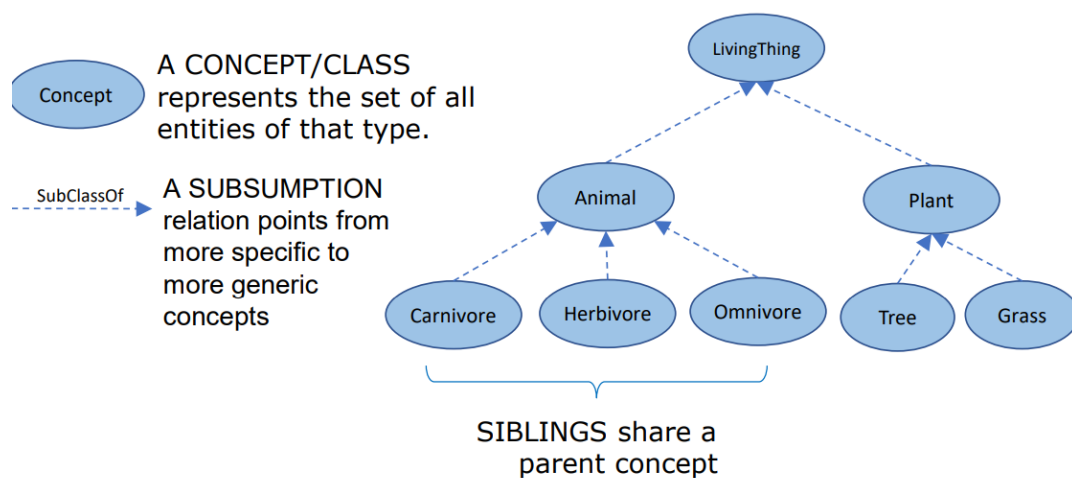 LivingThing
Concept
A CONCEPT/CLASS
represents the set of all
entities of that type.
SubClassOf
A SUBSUMPTION
relation points from
more specific to
more generic
concepts
Animal
Plant
Carnivore
Herbivore
Omnivore
Tree
Grass
SIBLINGS share a
parent concept